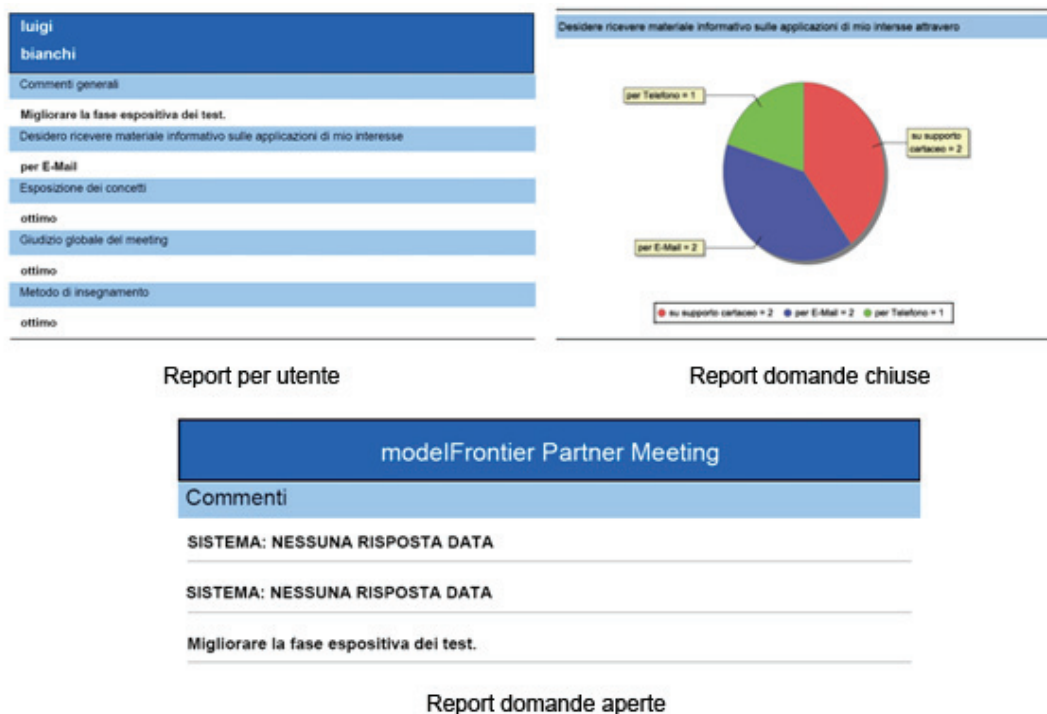 luigi
bianchi
Commenti generali
Migliorare la fase espositiva dei test.
Desidero ricevere materiale informativo sulle applicazioni di mio interesse
per E-Mail
Esposizione dei concetti
ottimo
Giudizio globale del meeting
ottimo
Metodo di insegnamento
ottimo
Report per utente
Desidere ricevere materiale informativo sulle applicazioni di mio intersse attravero
per Telefono = 1
su supporto
cartaceo = 2
per E-Mail = 2
su supporto cartaceo = 2 per E-Mail = 2 per Telefono = 1
Report domande chiuse
modelFrontier Partner Meeting
Commenti
SISTEMA: NESSUNA RISPOSTA DATA
SISTEMA: NESSUNA RISPOSTA DATA
Migliorare la fase espositiva dei test.
Report domande aperte